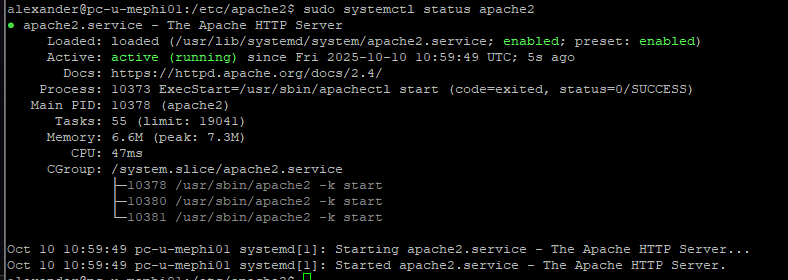 alexander@pc-u-mephi01:/etc/apache2$ sudo systemctl status apache2
● apache2.service - The Apache HTTP Server
Loaded: loaded (/usr/lib/systemd/system/apache2.service; enabled; preset: enabled)
Active: active (running) since Fri 2025-10-10 10:59:49 UTC; 5s ago
Docs: https://httpd.apache.org/docs/2.4/
Process: 10373 ExecStart=/usr/sbin/apachectl start (code=exited, status=0/SUCCESS)
Main PID: 10378 (apache2)
Tasks: 55 (limit: 19041)
Memory: 6.6M (peak: 7.3M)
CPU: 47ms
CGroup: /system.slice/apache2.service
├─10378 /usr/sbin/apache2 -k start
├─10380 /usr/sbin/apache2 -k start
└─10381 /usr/sbin/apache2 -k start
Oct 10 10:59:49 pc-u-mephi01 systemd[1]: Starting apache2.service - The Apache HTTP Server...
Oct 10 10:59:49 pc-u-mephi01 systemd[1]: Started apache2.service - The Apache HTTP Server.
alexander@pc-u-mephi01:/etc/apache2$